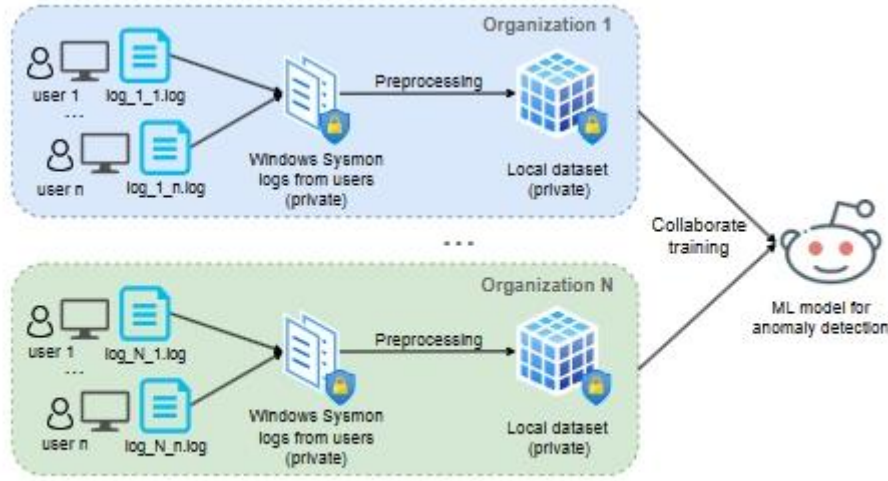 Organization 1
user 1
log_1_1.log
...
user n
log_1_n.log
Windows Sysmon
logs from users
(private)
Preprocessing
Local dataset
(private)
...
Organization N
user 1
log_N_1.log
...
user n
log_N_n.log
Windows Sysmon
logs from users
(private)
Preprocessing
Local dataset
(private)
Collaborate
training
ML model for
anomaly detection